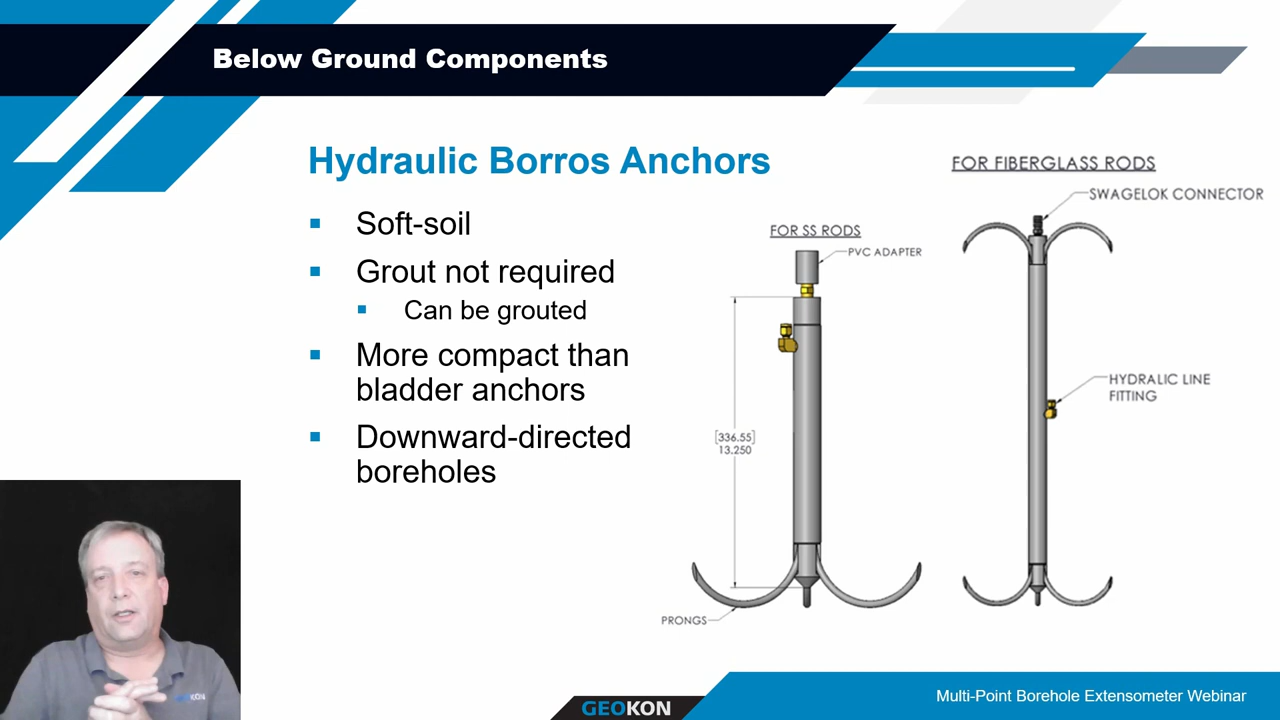 Below Ground Components
Hydraulic Borros Anchors
Soft-soil
Grout not required
Can be grouted
More compact than
bladder anchors
Downward-directed
boreholes
FOR SS RODS
PVC ADAPTER
[336.55]
13.250
PRONGS
FOR FIBERGLASS RODS
SWAGELOK CONNECTOR
HYDRALIC LINE
FITTING
GEOKON
GEOKON
Multi-Point Borehole Extensometer Webinar